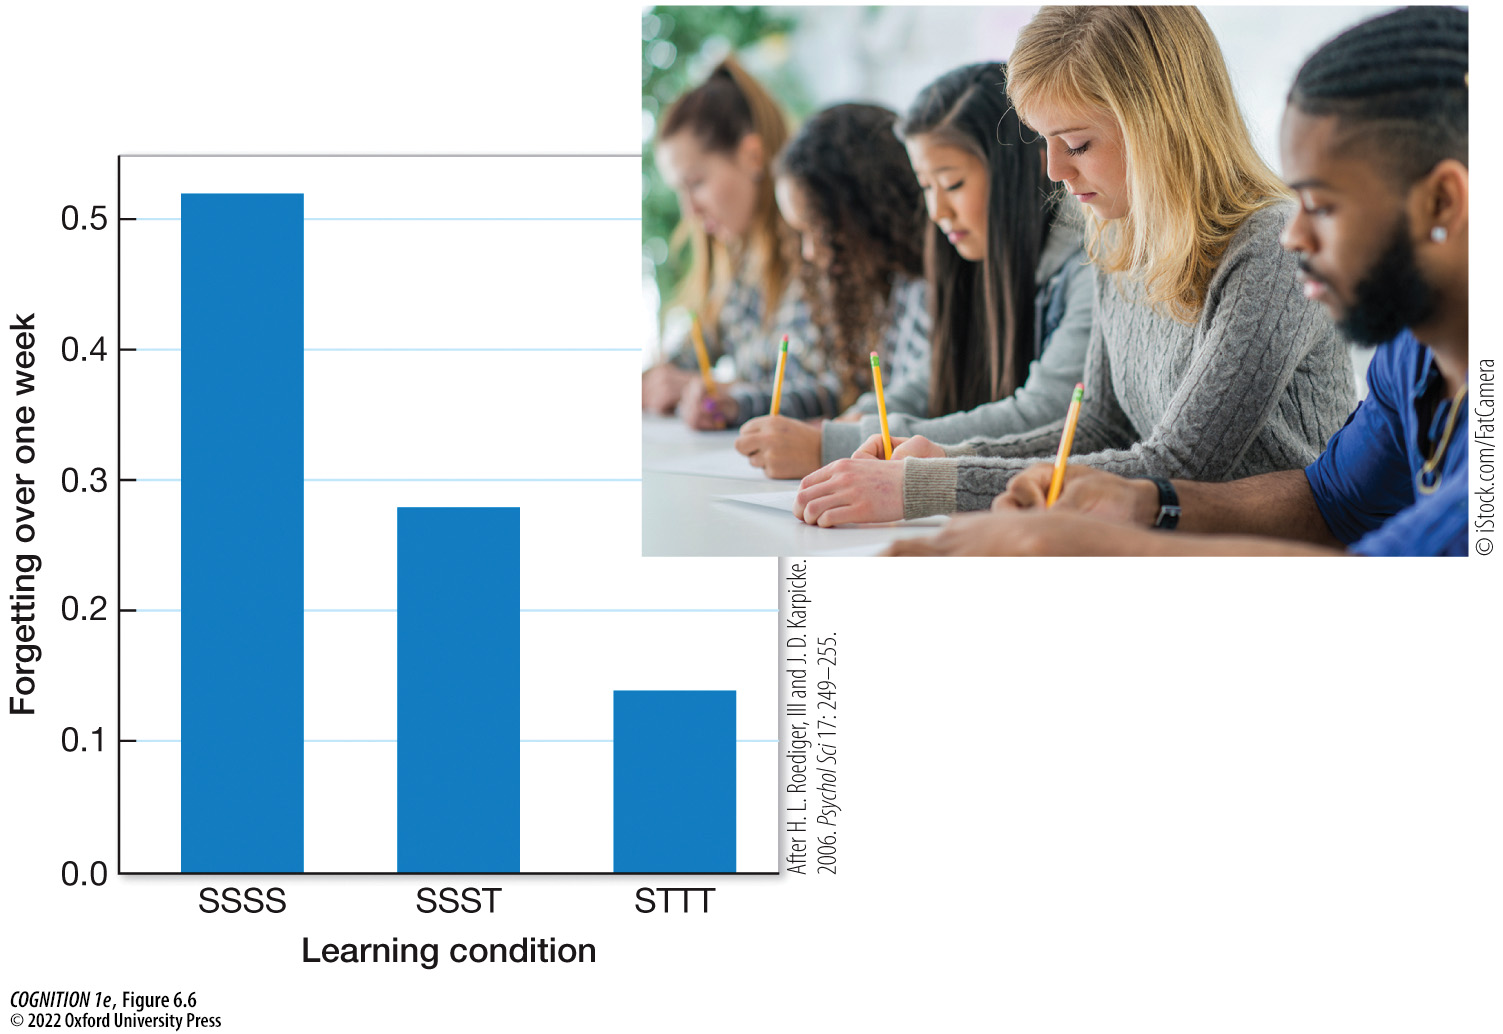 Forgetting over one week
0.5
0.4
0.3
0.2
0.1
0.0
SSSS
SSST
STTT
Learning condition
After H. L. Roediger, III and J. D. Karpicke.
2006. Psychol Sci 17: 249–255.
© iStock.com/FatCamera
COGNITION 1e, Figure 6.6
© 2022 Oxford University Press